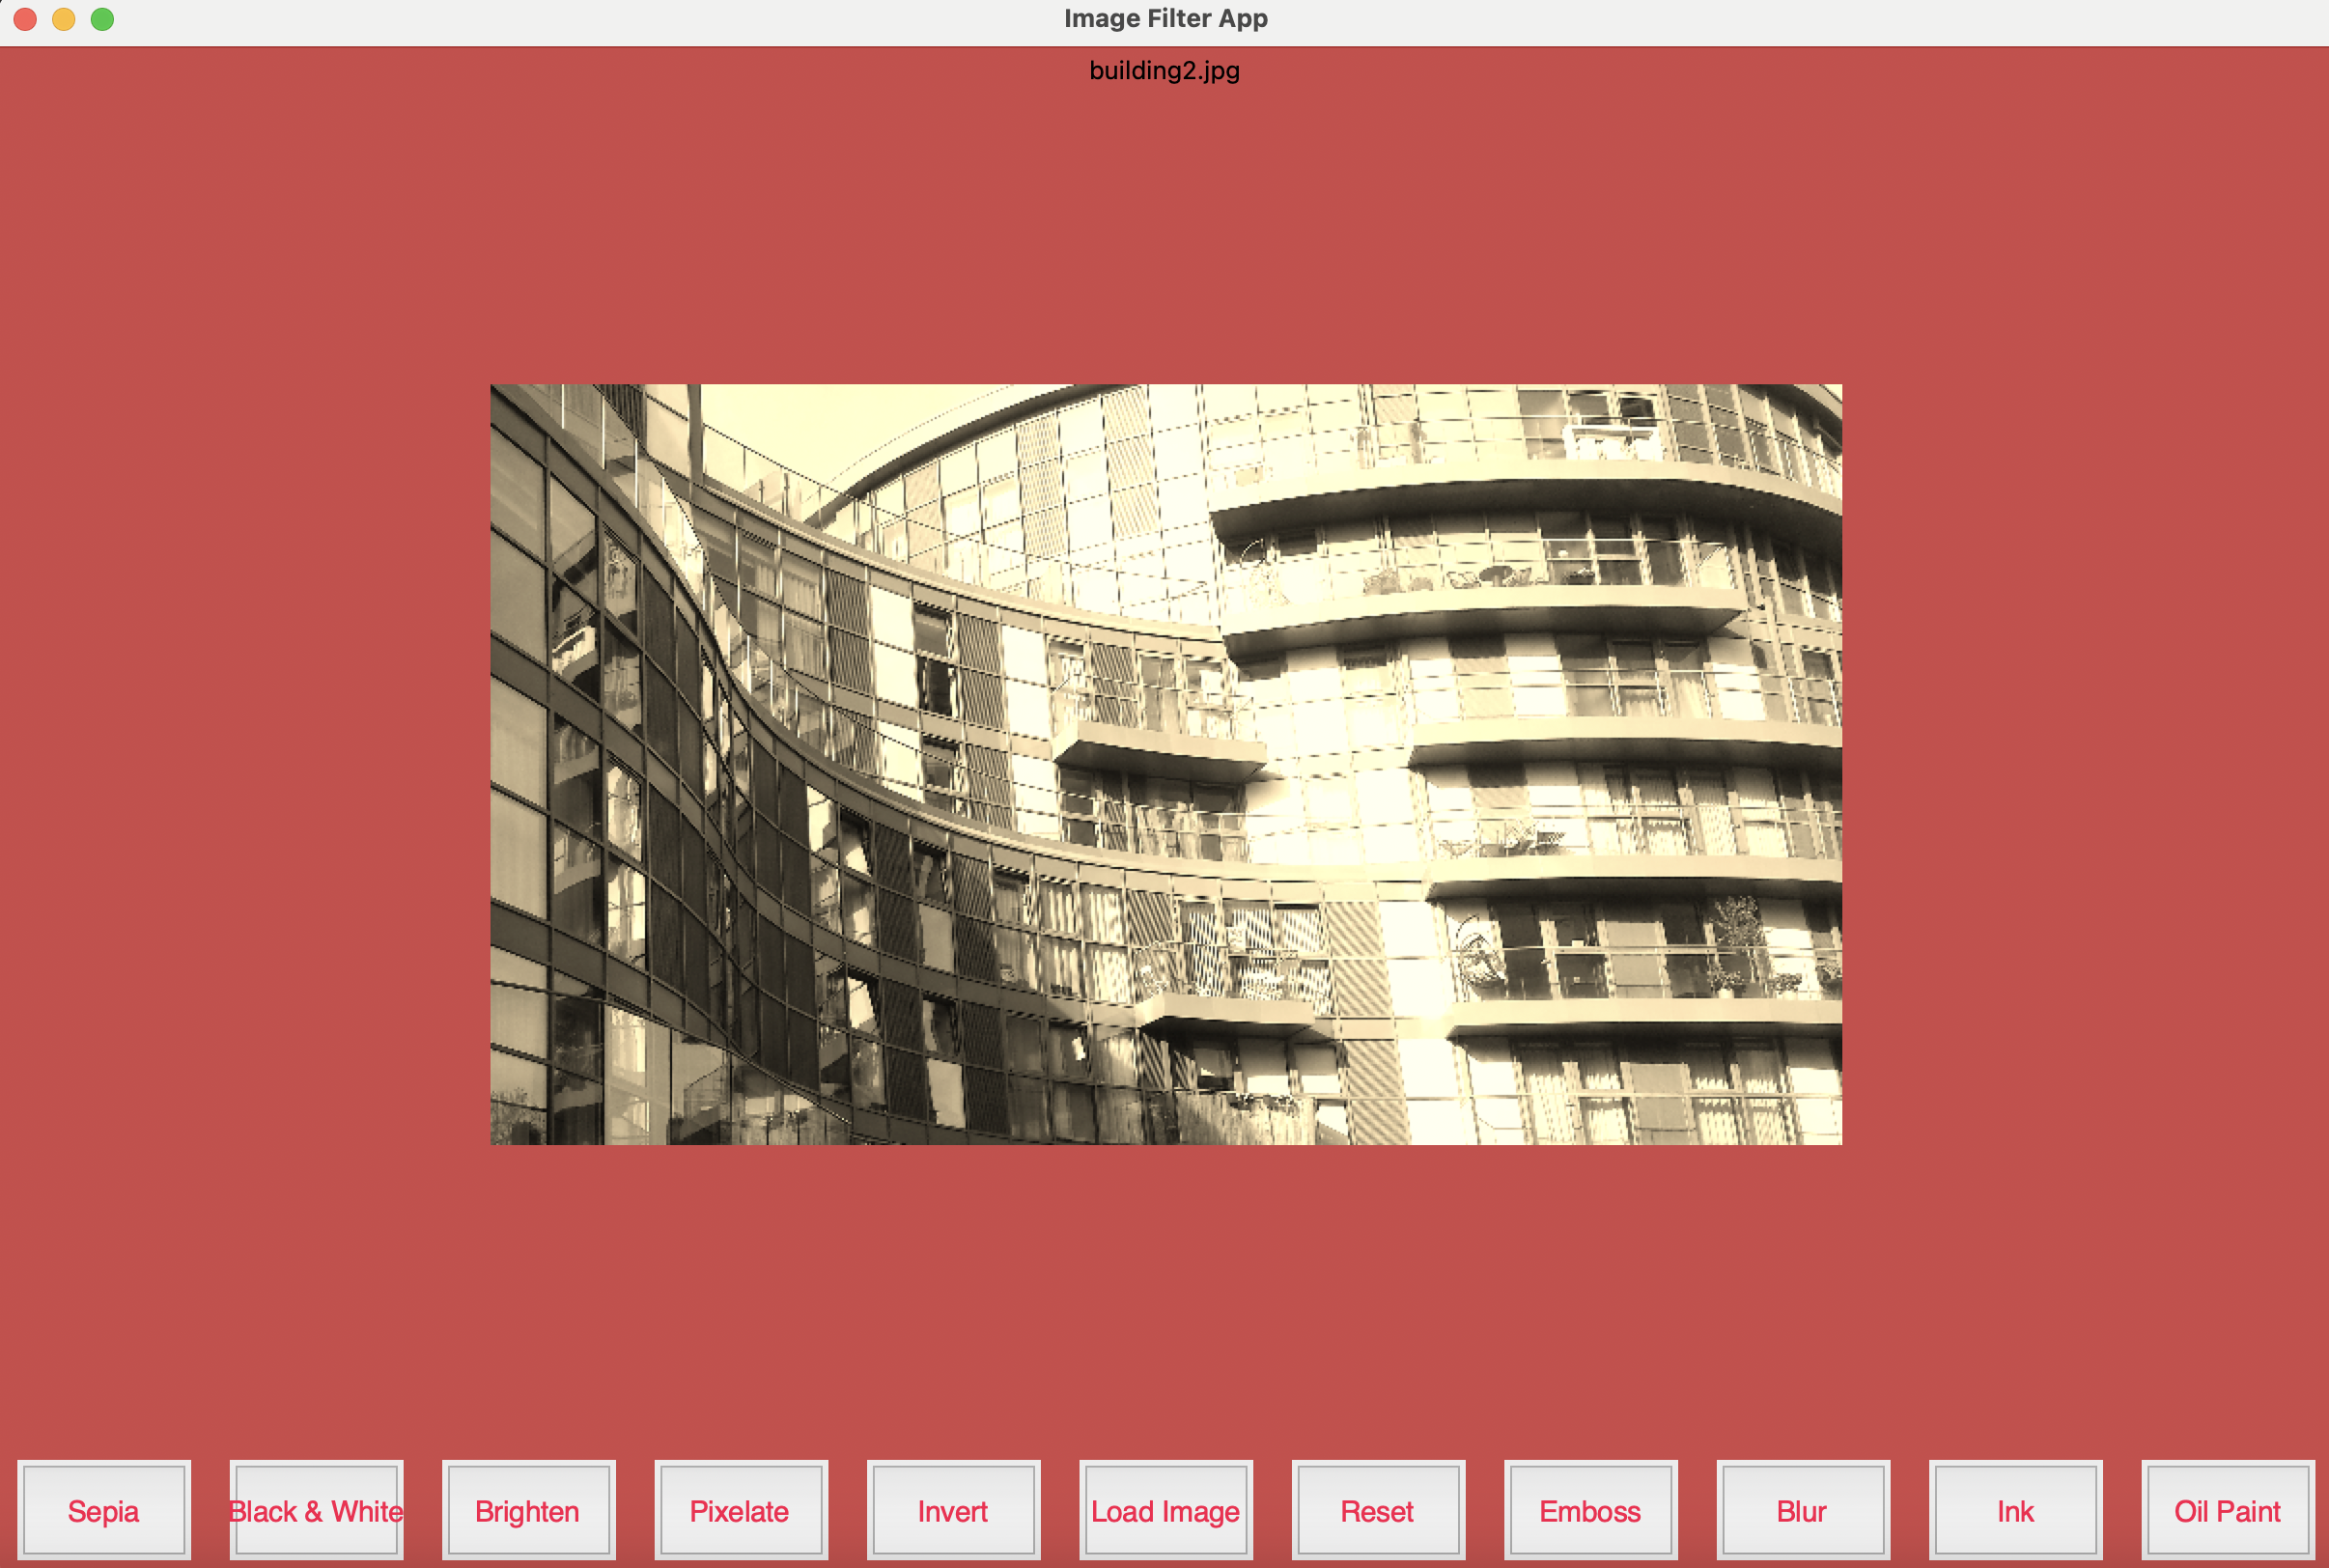 Image Filter App
building2.jpg
Sepia
Black & White
Brighten
Pixelate
Invert
Load Image
Reset
Emboss
Blur
Ink
Oil Paint